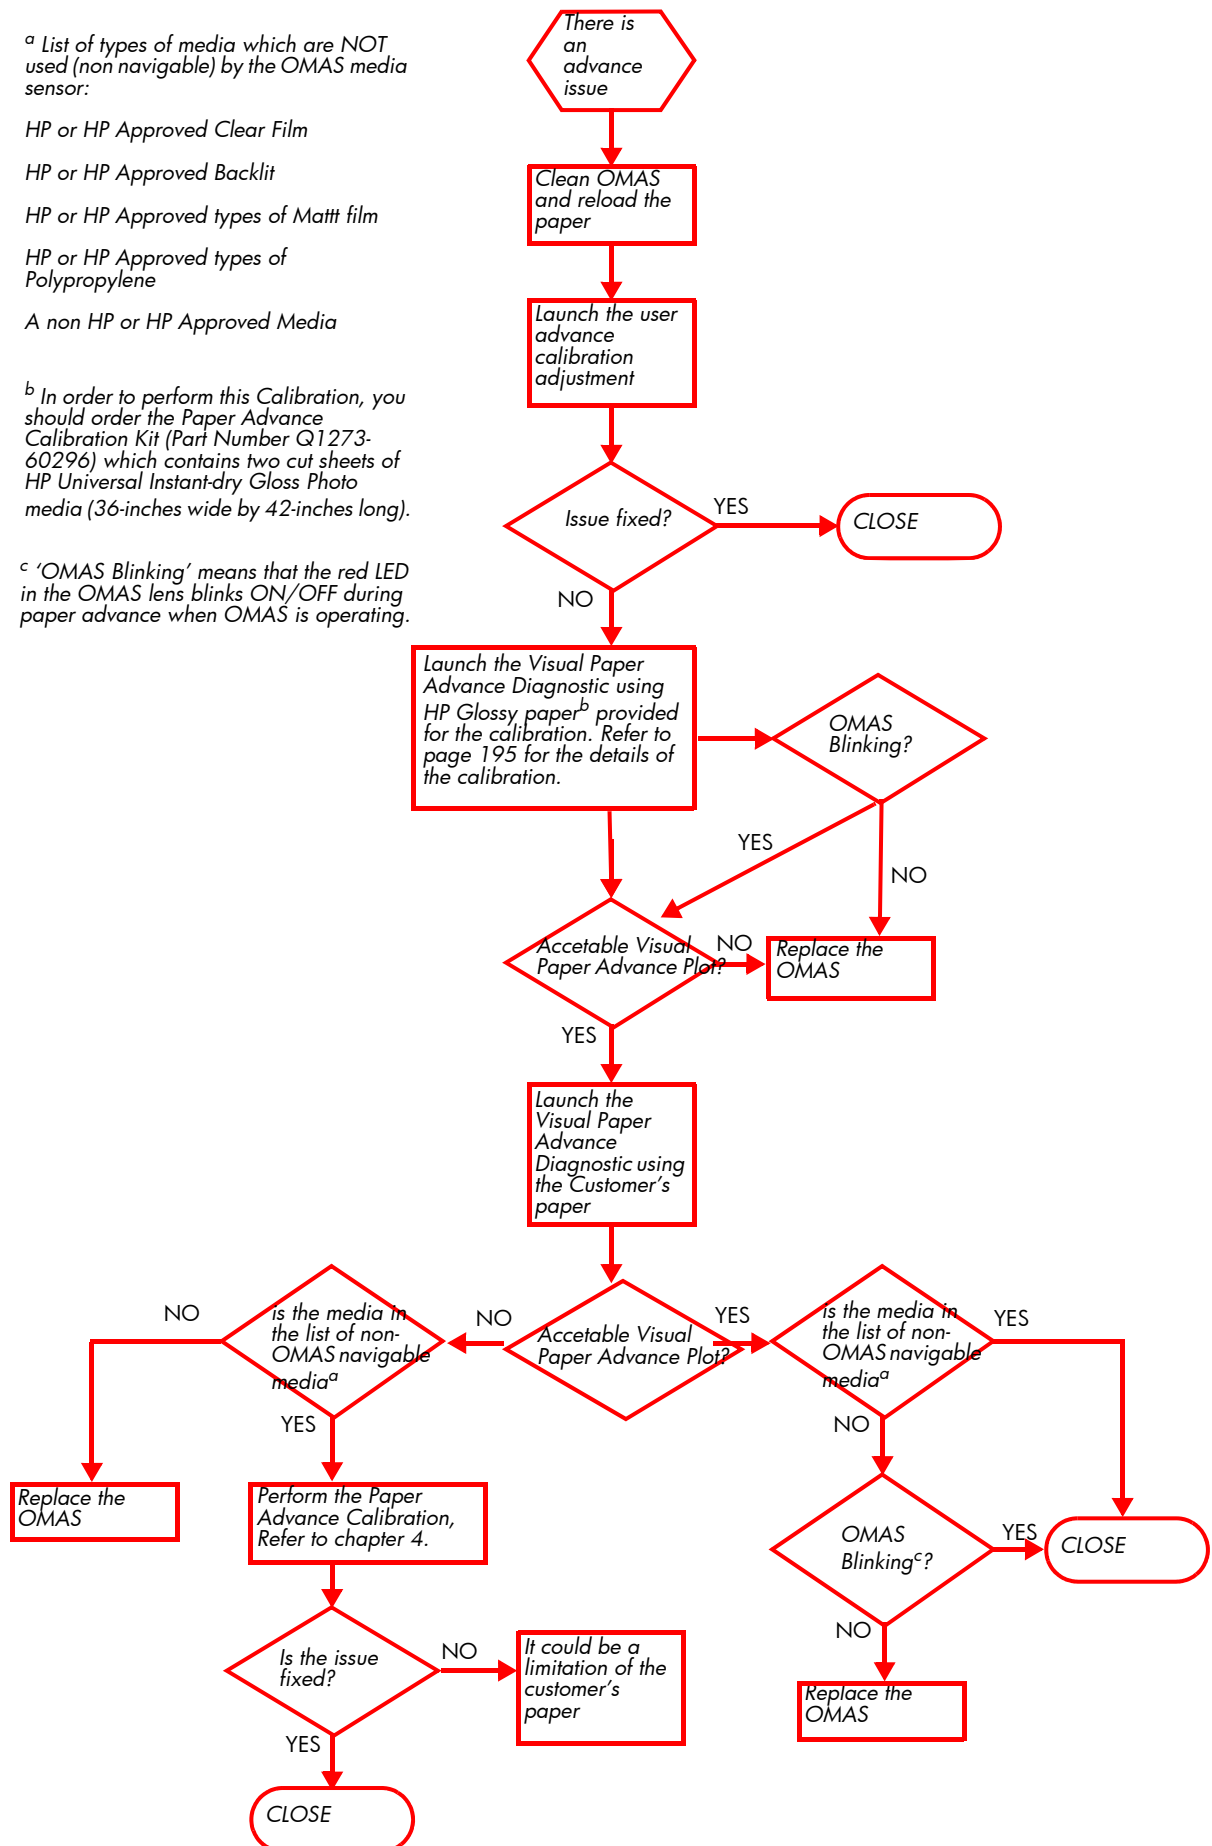 a List of types of media which are NOT
used (non navigable) by the OMAS media
sensor:
HP or HP Approved Clear Film
HP or HP Approved Backlit
HP or HP Approved types of Mattt film
HP or HP Approved types of
Polypropylene
A non HP or HP Approved Media
b In order to perform this Calibration, you
should order the Paper Advance
Calibration Kit (Part Number Q1273-
60296) which contains two cut sheets of
HP Universal Instant-dry Gloss Photo
media (36-inches wide by 42-inches long).
c ‘OMAS Blinking’ means that the red LED
in the OMAS lens blinks ON/OFF during
paper advance when OMAS is operating.
There is
an
advance
issue
Clean OMAS
and reload the
paper
Launch the user
advance
calibration
adjustment
Issue fixed?
YES
CLOSE
NO
Launch the Visual Paper
Advance Diagnostic using
HP Glossy paperb provided
for the calibration. Refer to
page 195 for the details of
the calibration.
OMAS
Blinking?
YES
NO
Accetable Visual
Paper Advance Plot?
NO
Replace the
OMAS
YES
Launch the
Visual Paper
Advance
Diagnostic using
the Customer’s
paper
Accetable Visual
Paper Advance Plot?
NO
YES
is the media in
the list of non-
OMAS navigable
mediaa
NO
YES
Replace the
OMAS
Perform the Paper
Advance Calibration,
Refer to chapter 4.
Is the issue
fixed?
NO
It could be a
limitation of the
customer’s
paper
YES
CLOSE
is the media in
the list of non-
OMAS navigable
mediaa
YES
NO
OMAS
Blinkingc?
YES
CLOSE
NO
Replace the
OMAS